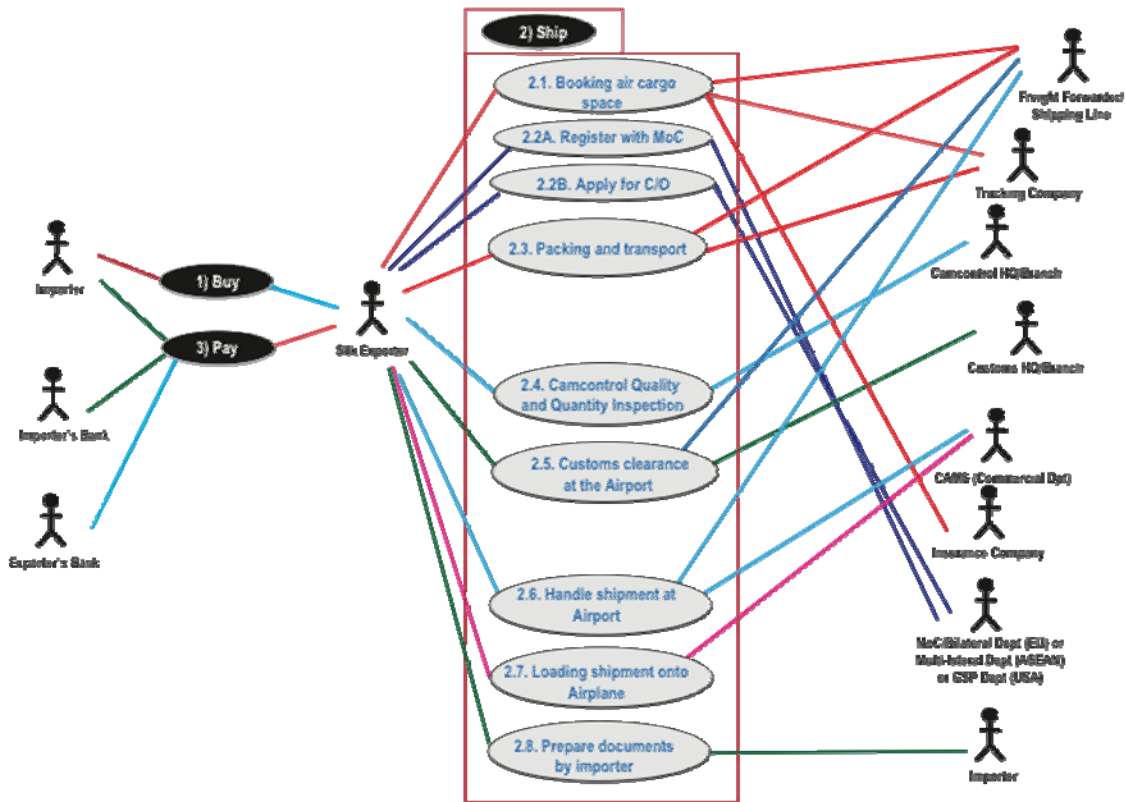 2) Ship
2.1. Booking air cargo
space
2.2A. Register with MoC
2.2B. Apply for C/O
2.3. Packing and transport
2.4. Camcontrol Quality
and Quantity Inspection
2.5. Customs clearance
at the Airport
2.6. Handle shipment at
Airport
2.7. Loading shipment onto
Airplane
2.8. Prepare documents
by importer
Importer
1) Buy
3) Pay
Silk Exporter
Importer's Bank
Exporter's Bank
Freight Forwarder/
Shipping Line
Trucking Company
Camcontrol HQ/Branch
Customs HQ/Branch
CAMS (Commercial Dpt)
Insurance Company
MoC/Bilateral Dept (EU) or
Multi-lateral Dept (ASEAN)
or GSP Dept (USA)
Importer